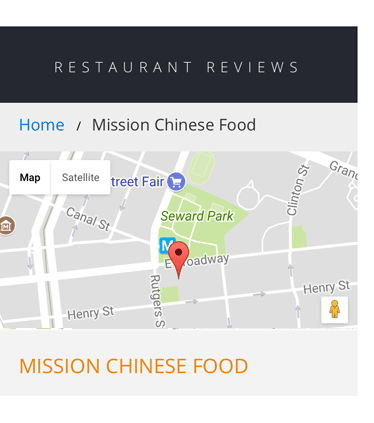 RESTAURANT REVIEWS
Home / Mission Chinese Food
Map Satellite
treet Fair
Grand
Clinton St
Seward Park
Canal St
M
E Broadway
Rutgers S
Henry St
Henry St
MISSION CHINESE FOOD